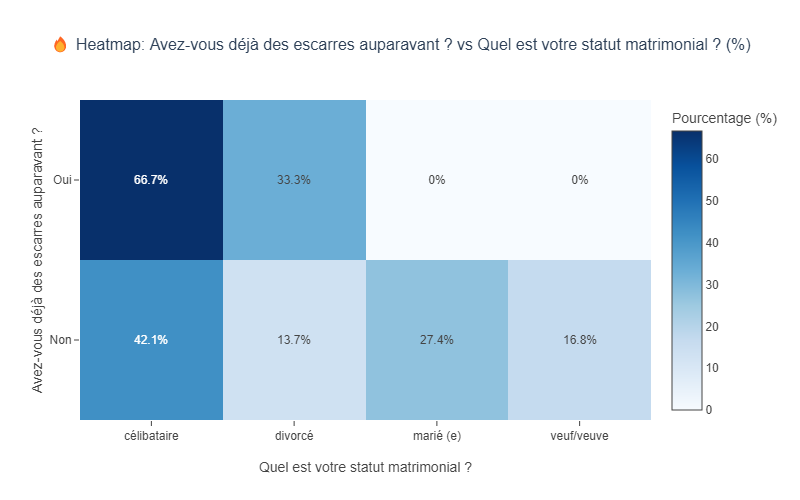 🔥 Heatmap: Avez-vous déjà des escarres auparavant ? vs Quel est votre statut matrimonial ? (%)
Pourcentage (%)
Avez-vous déjà des escarres auparavant ?
Oui
66.7%
33.3%
0%
0%
Non
42.1%
13.7%
27.4%
16.8%
60
50
40
30
20
10
0
célibataire
divorcé
marié (e)
veuf/veuve
Quel est votre statut matrimonial ?